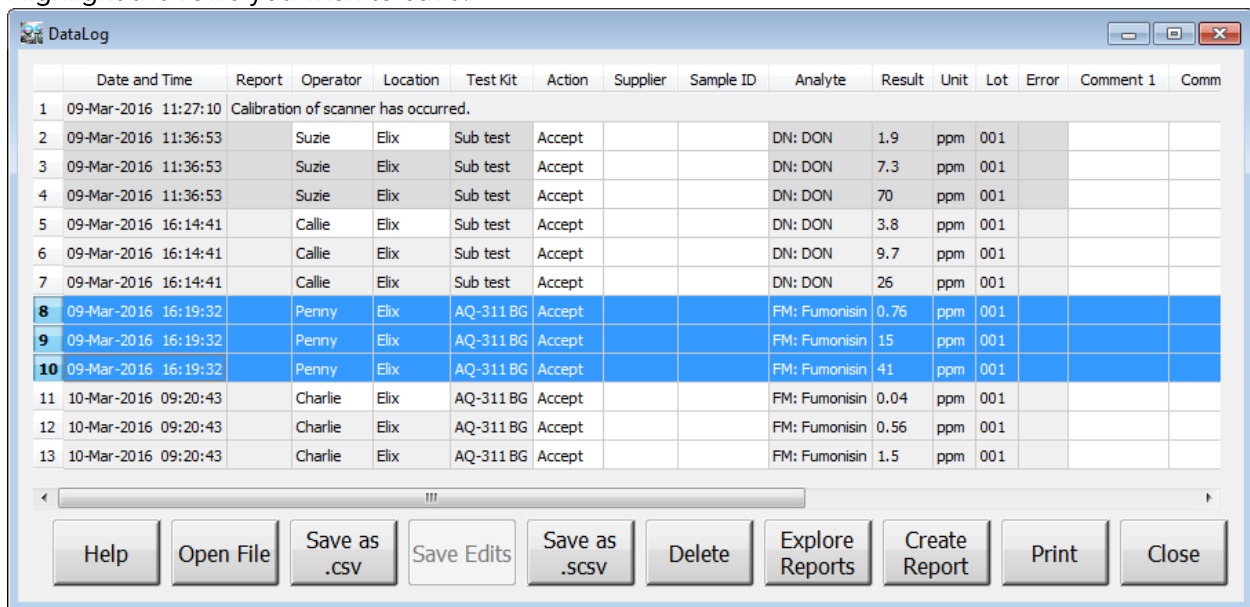 DataLog
Date and Time Report Operator Location Test Kit Action Supplier Sample ID Analyte Result Unit Lot Error Comment 1 Comm
1 09-Mar-2016 11:27:10 Calibration of scanner has occurred.
2 09-Mar-2016 11:36:53 Suzie Elix Sub test Accept DN: DON 1.9 ppm 001
3 09-Mar-2016 11:36:53 Suzie Elix Sub test Accept DN: DON 7.3 ppm 001
4 09-Mar-2016 11:36:53 Suzie Elix Sub test Accept DN: DON 70 ppm 001
5 09-Mar-2016 16:14:41 Callie Elix Sub test Accept DN: DON 3.8 ppm 001
6 09-Mar-2016 16:14:41 Callie Elix Sub test Accept DN: DON 9.7 ppm 001
7 09-Mar-2016 16:14:41 Callie Elix Sub test Accept DN: DON 26 ppm 001
8 09-Mar-2016 16:19:32 Penny Elix AQ-311 BG Accept FM: Fumonisin 0.76 ppm 001
9 09-Mar-2016 16:19:32 Penny Elix AQ-311 BG Accept FM: Fumonisin 15 ppm 001
10 09-Mar-2016 16:19:32 Penny Elix AQ-311 BG Accept FM: Fumonisin 41 ppm 001
11 10-Mar-2016 09:20:43 Charlie Elix AQ-311 BG Accept FM: Fumonisin 0.04 ppm 001
12 10-Mar-2016 09:20:43 Charlie Elix AQ-311 BG Accept FM: Fumonisin 0.56 ppm 001
13 10-Mar-2016 09:20:43 Charlie Elix AQ-311 BG Accept FM: Fumonisin 1.5 ppm 001
Help Open File Save as .csv Save Edits Save as .scsv Delete Explore Reports Create Report Print Close